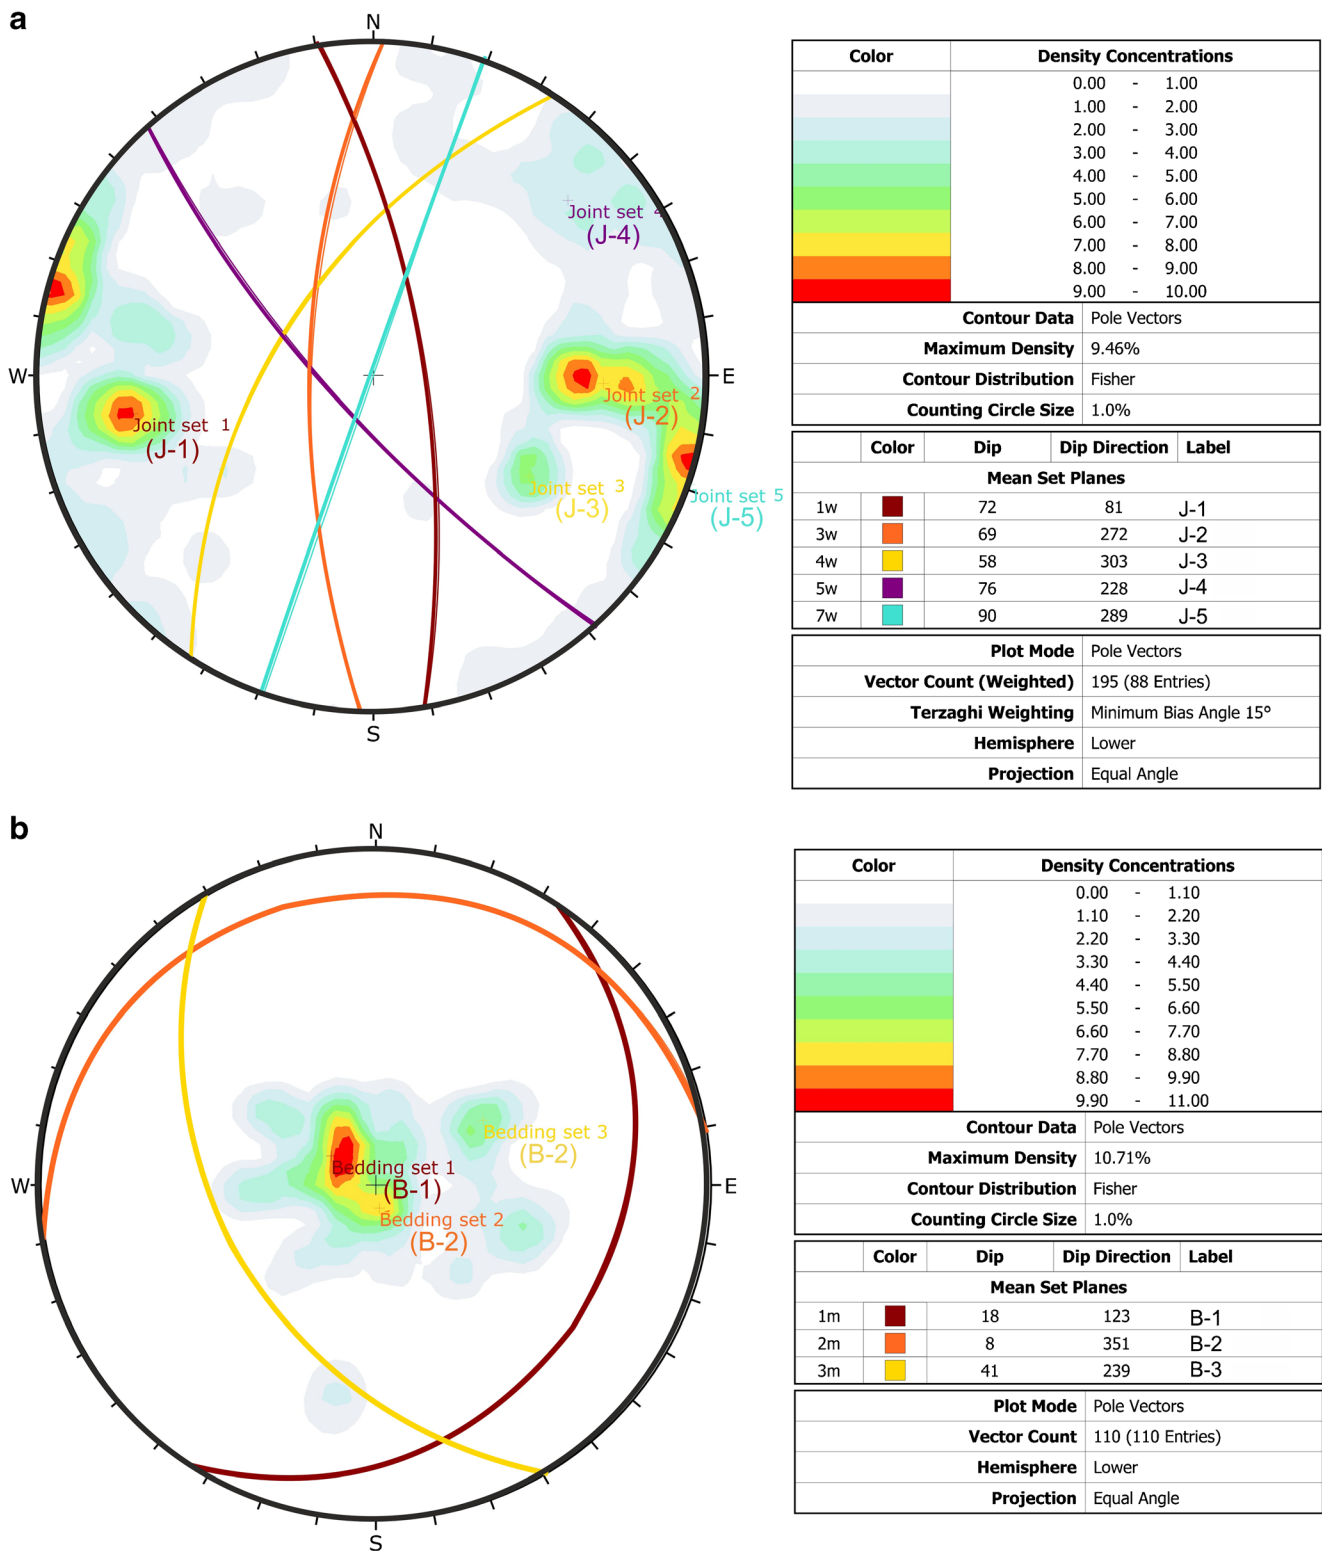 a
N
W
E
S
Joint set 4
(J-4)
Joint set 1
(J-1)
Joint set 2
(J-2)
Joint set 3
(J-3)
Joint set 5
(J-5)
Color Density Concentrations
0.00 - 1.00
1.00 - 2.00
2.00 - 3.00
3.00 - 4.00
4.00 - 5.00
5.00 - 6.00
6.00 - 7.00
7.00 - 8.00
8.00 - 9.00
9.00 - 10.00
Contour Data Pole Vectors
Maximum Density 9.46%
Contour Distribution Fisher
Counting Circle Size 1.0%
Color Dip Dip Direction Label
Mean Set Planes
1w 72 81 J-1
3w 69 272 J-2
4w 58 303 J-3
5w 76 228 J-4
7w 90 289 J-5
Plot Mode Pole Vectors
Vector Count (Weighted) 195 (88 Entries)
Terzaghi Weighting Minimum Bias Angle 15°
Hemisphere Lower
Projection Equal Angle
b
N
W
E
S
Bedding set 3
(B-2)
Bedding set 1
(B-1)
Bedding set 2
(B-2)
Color Density Concentrations
0.00 - 1.10
1.10 - 2.20
2.20 - 3.30
3.30 - 4.40
4.40 - 5.50
5.50 - 6.60
6.60 - 7.70
7.70 - 8.80
8.80 - 9.90
9.90 - 11.00
Contour Data Pole Vectors
Maximum Density 10.71%
Contour Distribution Fisher
Counting Circle Size 1.0%
Color Dip Dip Direction Label
Mean Set Planes
1m 18 123 B-1
2m 8 351 B-2
3m 41 239 B-3
Plot Mode Pole Vectors
Vector Count 110 (110 Entries)
Hemisphere Lower
Projection Equal Angle